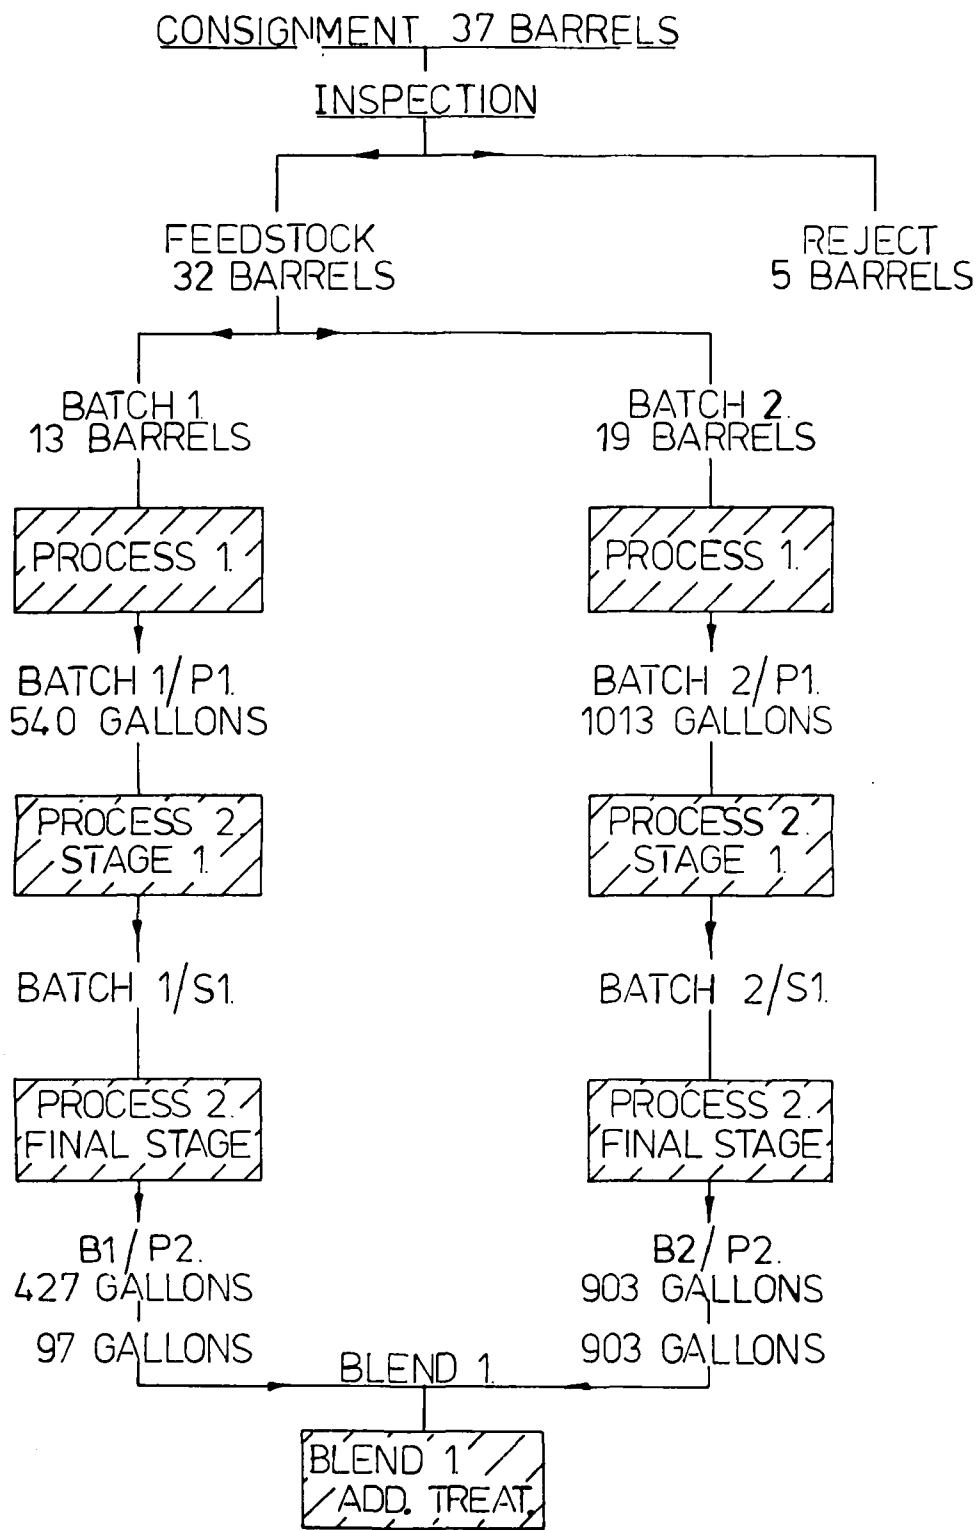 CONSIGNMENT 37 BARRELS
INSPECTION
FEEDSTOCK
32 BARRELS
REJECT
5 BARRELS
BATCH 1.
13 BARRELS
BATCH 2.
19 BARRELS
PROCESS 1.
PROCESS 1.
BATCH 1/P1.
540 GALLONS
BATCH 2/P1.
1013 GALLONS
PROCESS 2.
STAGE 1.
PROCESS 2.
STAGE 1.
BATCH 1/S1.
BATCH 2/S1.
PROCESS 2.
FINAL STAGE
PROCESS 2.
FINAL STAGE
B1/P2.
427 GALLONS
97 GALLONS
B2/P2.
903 GALLONS
903 GALLONS
BLEND 1.
BLEND 1
ADD. TREAT.